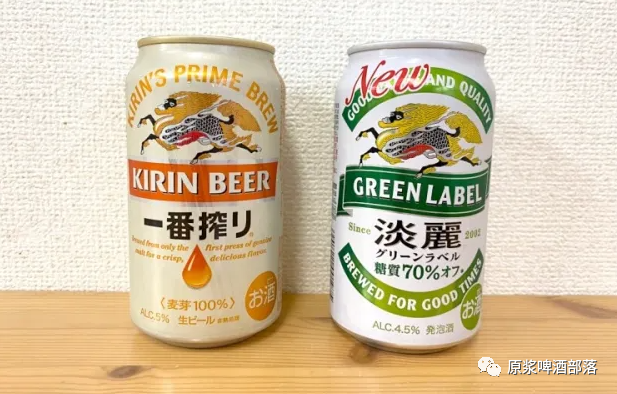 KIRIN'S PRIME BREW
KIRIN BEER
一番搾り
Brewed from only the first press of genuine
malt for a crisp, delicious flavor.
〈麦芽100%〉
お酒
ALC.5% 生ビール
New
GOOD AND QUALITY
GREEN LABEL
Since 2002
淡麗
グリーンラベル
糖質70%オフ
BREWED FOR GOOD TIMES
お酒
ALC.4.5% 発泡酒
原浆啤酒部落